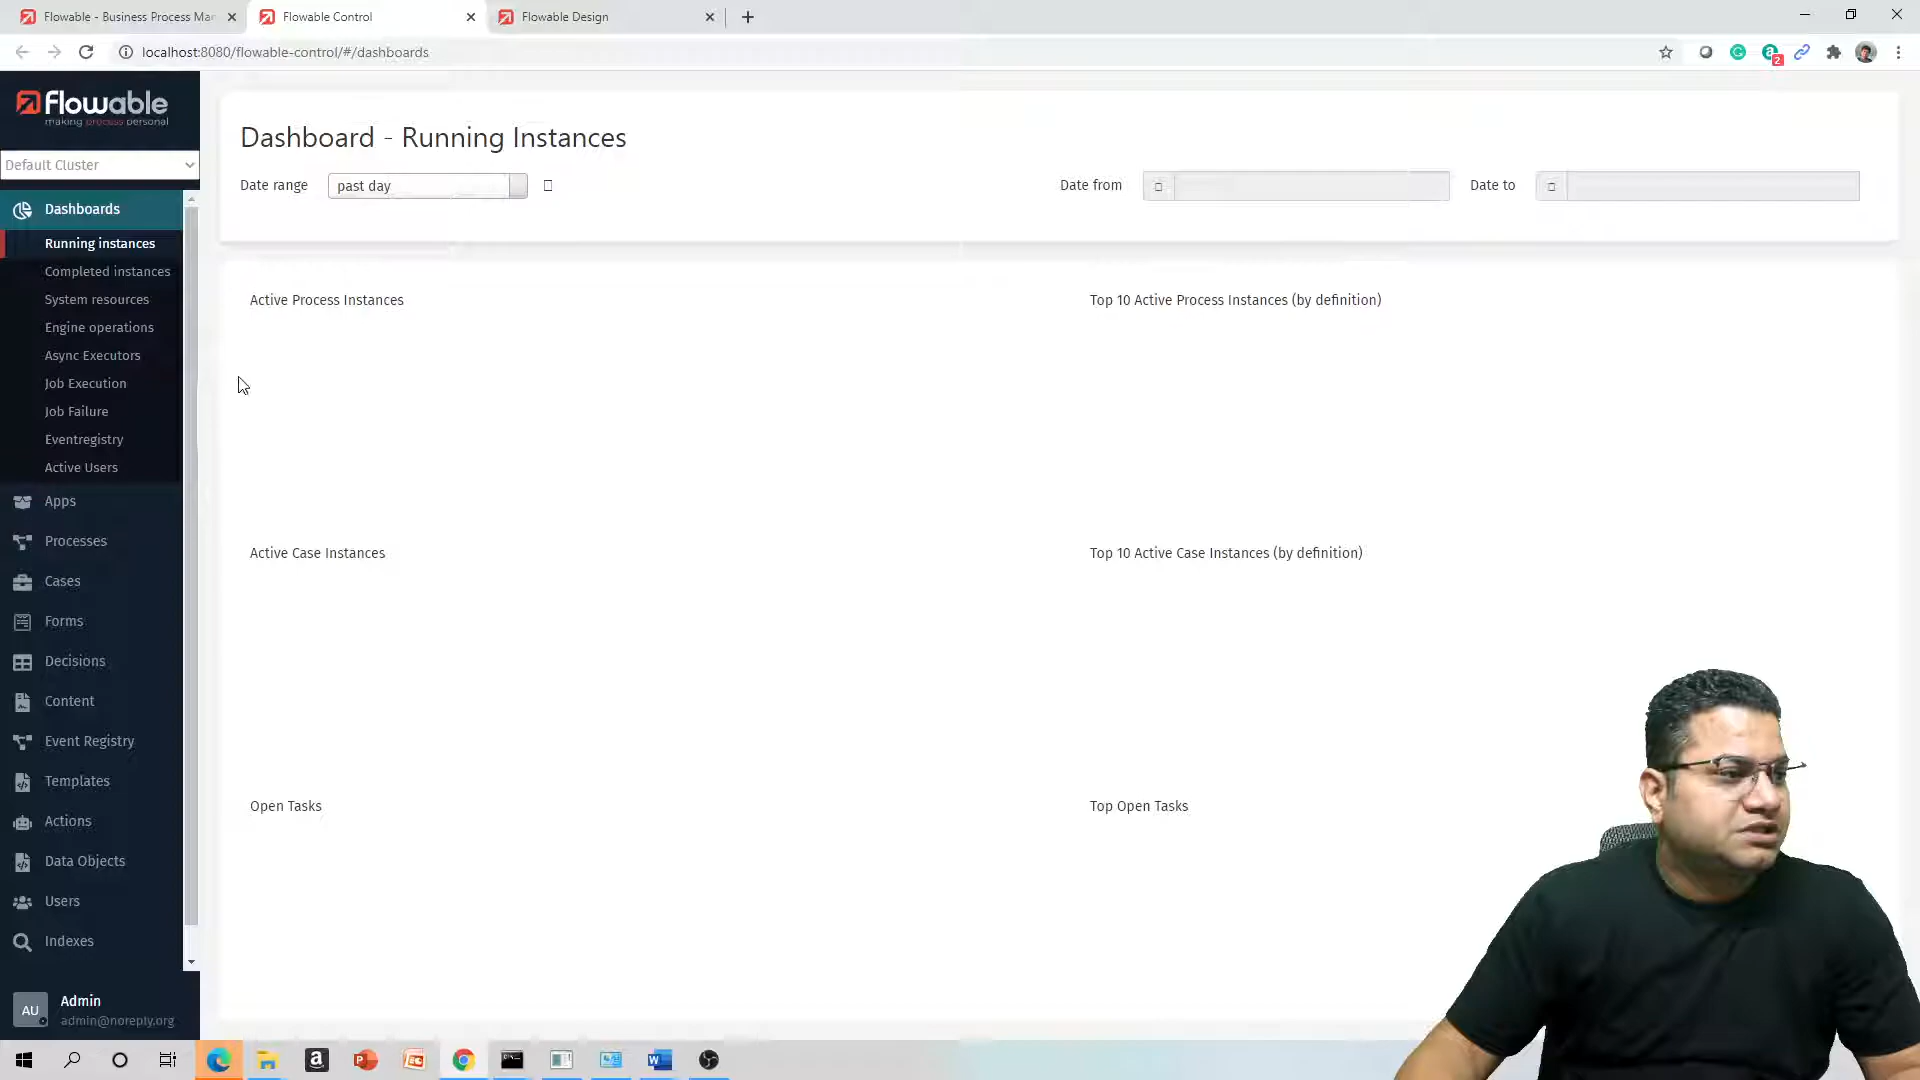 Flowable - Business Process Mar
Flowable Control
Flowable Design
localhost:8080/flowable-control/#/dashboards
2
flowable
making process personal
Default Cluster
Dashboards
Running instances
Completed instances
System resources
Engine operations
Async Executors
Job Execution
Job Failure
Eventregistry
Active Users
Apps
Processes
Cases
Forms
Decisions
Content
Event Registry
Templates
Actions
Data Objects
Users
Indexes
AU
Admin
admin@noreply.org
Dashboard - Running Instances
Date range
past day
Date from
Date to
Active Process Instances
Top 10 Active Process Instances (by definition)
Active Case Instances
Top 10 Active Case Instances (by definition)
Open Tasks
Top Open Tasks